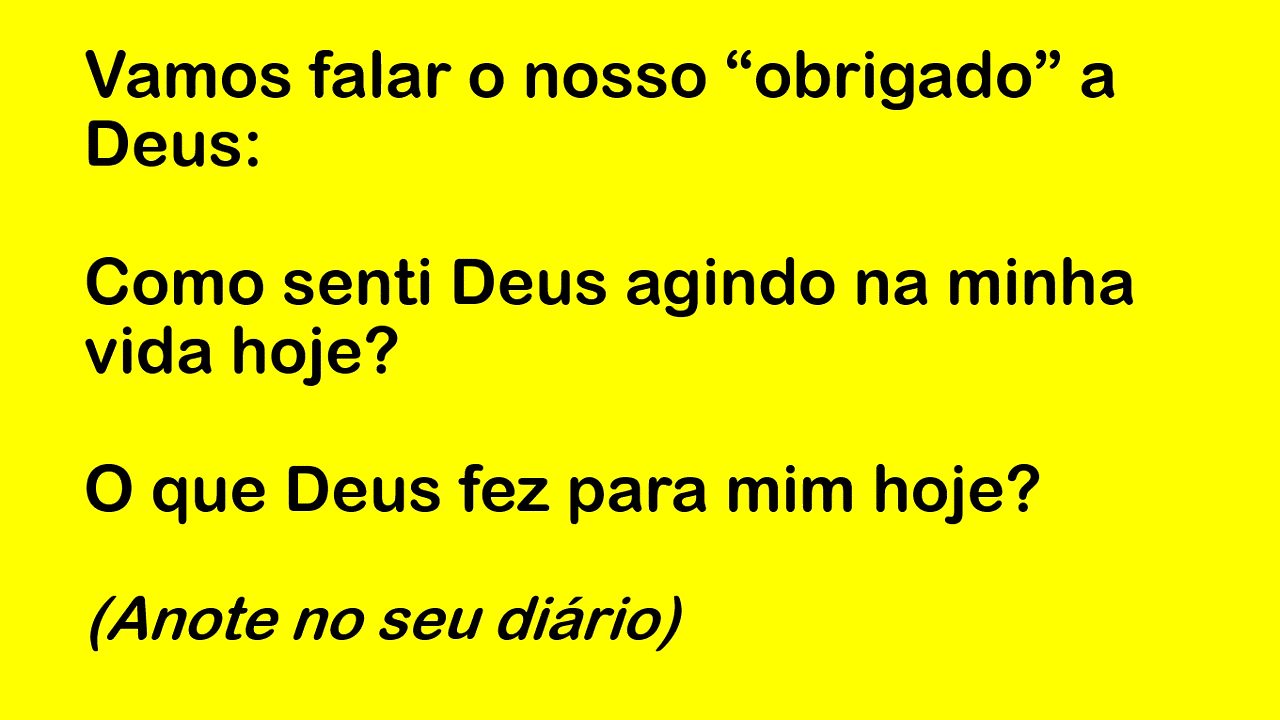 Vamos falar o nosso “obrigado” a
Deus:
Como senti Deus agindo na minha
vida hoje?
O que Deus fez para mim hoje?
(Anote no seu diário)